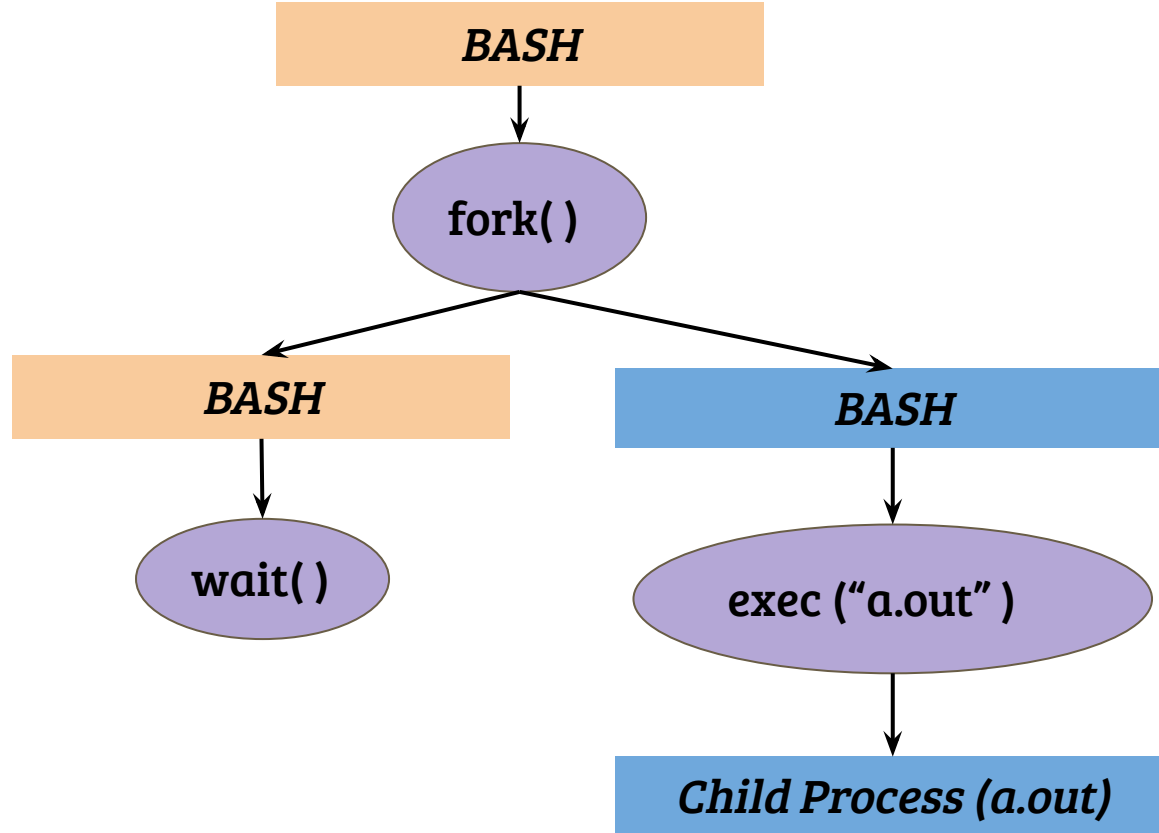 BASH
fork( )
BASH
BASH
wait( )
exec (“a.out” )
Child Process (a.out)